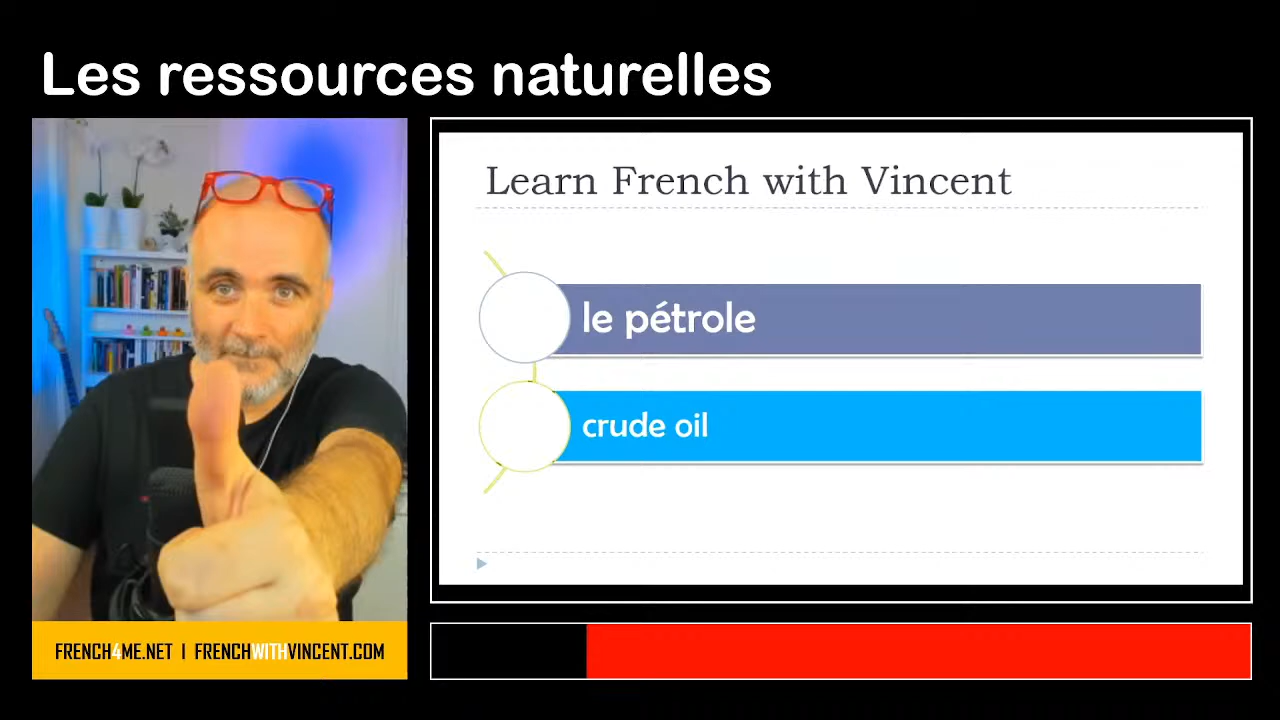 Les ressources naturelles
Learn French with Vincent
le pétrole
crude oil
FRENCH4ME.NET | FRENCHWITHVINCENT.COM